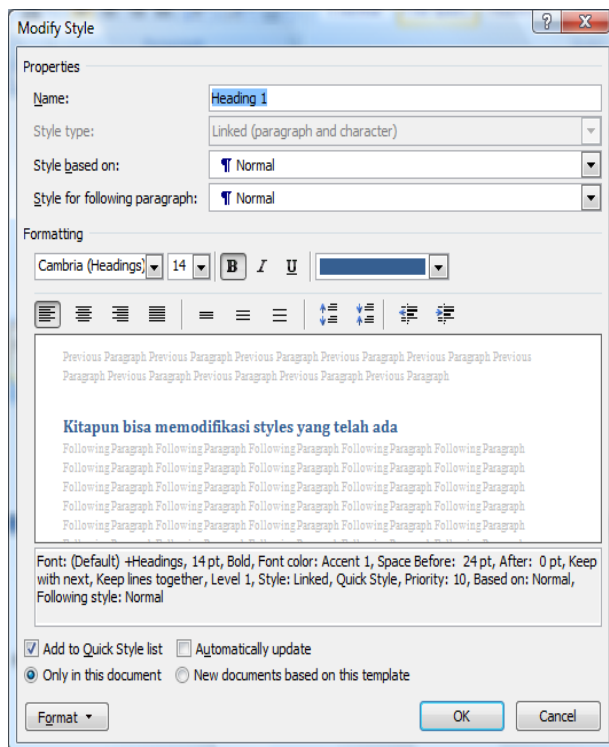 Modify Style
Properties
Name: Heading 1
Style type: Linked (paragraph and character)
Style based on: ¶ Normal
Style for following paragraph: ¶ Normal
Formatting
Cambria (Headings) 14 B I U
Previous Paragraph Previous Paragraph Previous Paragraph Previous Paragraph Previous Paragraph Previous
Paragraph Previous Paragraph Previous Paragraph Previous Paragraph Previous Paragraph
Kitapun bisa memodifikasi styles yang telah ada
Following Paragraph Following Paragraph Following Paragraph Following Paragraph Following Paragraph
Following Paragraph Following Paragraph Following Paragraph Following Paragraph Following Paragraph
Following Paragraph Following Paragraph Following Paragraph Following Paragraph Following Paragraph
Following Paragraph Following Paragraph Following Paragraph Following Paragraph Following Paragraph
Following Paragraph Following Paragraph Following Paragraph Following Paragraph Following Paragraph
Font: (Default) +Headings, 14 pt, Bold, Font color: Accent 1, Space Before: 24 pt, After: 0 pt, Keep
with next, Keep lines together, Level 1, Style: Linked, Quick Style, Priority: 10, Based on: Normal,
Following style: Normal
Add to Quick Style list Automatically update
Only in this document New documents based on this template
Format OK Cancel